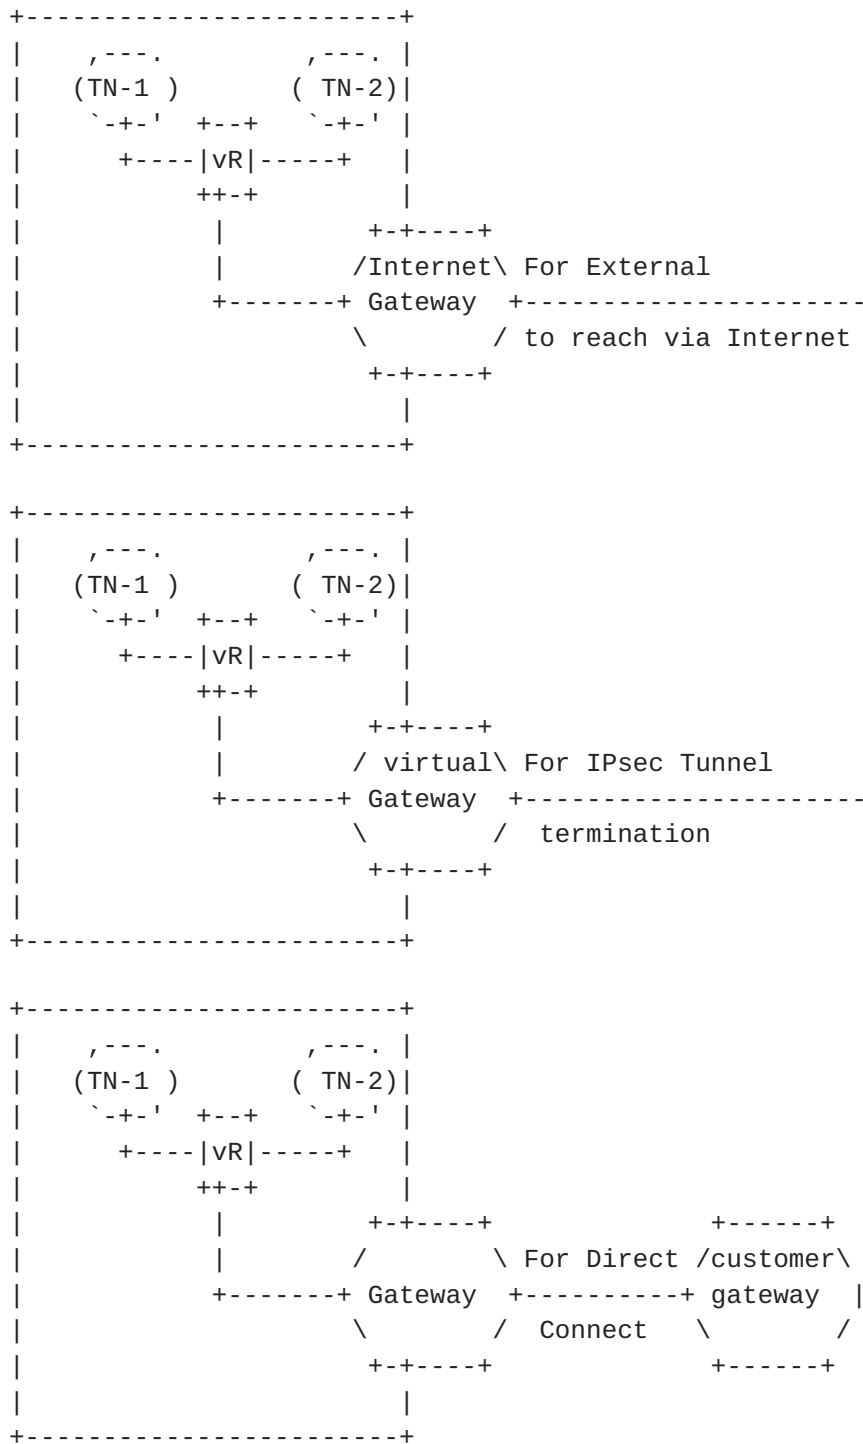 +------------------------+
|    ,---.         ,---. |
|   (TN-1 )       ( TN-2)|
|    `-+-'  +--+   `-+-' |
|      +----|vR|-----+   |
|           ++-+         |
|            |         +-+----+
|            |        /Internet\ For External
|            +-------+ Gateway  +----------------------
|                     \        / to reach via Internet
|                      +-+----+
|                        |
+------------------------+

+------------------------+
|    ,---.         ,---. |
|   (TN-1 )       ( TN-2)|
|    `-+-'  +--+   `-+-' |
|      +----|vR|-----+   |
|           ++-+         |
|            |         +-+----+
|            |        / virtual\ For IPsec Tunnel
|            +-------+ Gateway  +----------------------
|                     \        /  termination
|                      +-+----+
|                        |
+------------------------+

+------------------------+
|    ,---.         ,---. |
|   (TN-1 )       ( TN-2)|
|    `-+-'  +--+   `-+-' |
|      +----|vR|-----+   |
|           ++-+         |
|            |         +-+----+              +------+
|            |        /        \ For Direct /customer\
|            +-------+ Gateway  +----------+ gateway  |
|                     \        /  Connect   \        /
|                      +-+----+              +------+
|                        |
+------------------------+